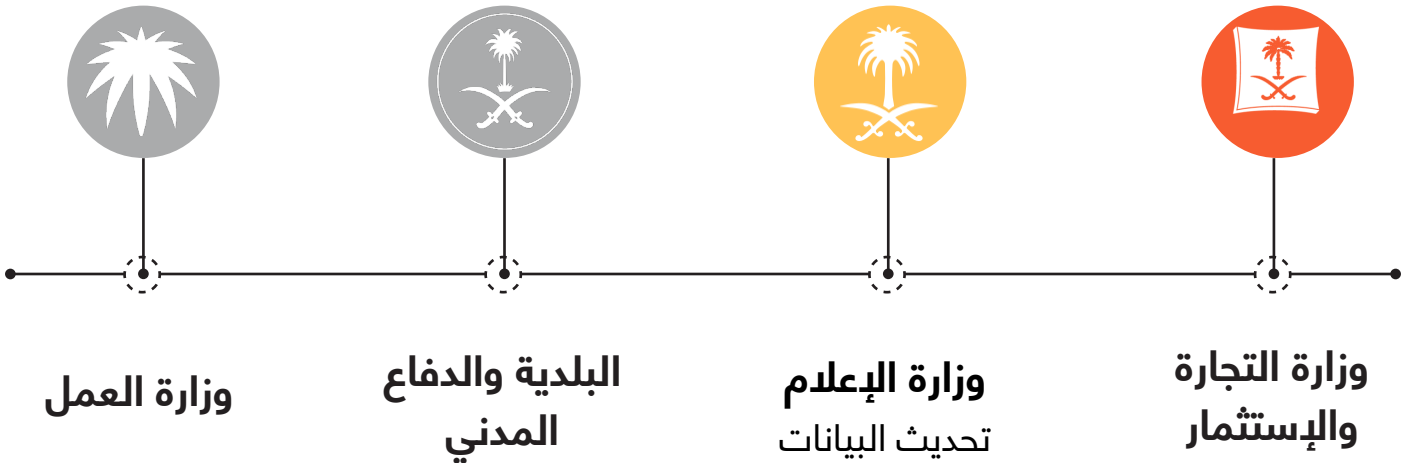 وزارة التجارة
والإستثمار
وزارة الإعلام
تحديث البيانات
البلدية والدفاع
المدني
وزارة العمل